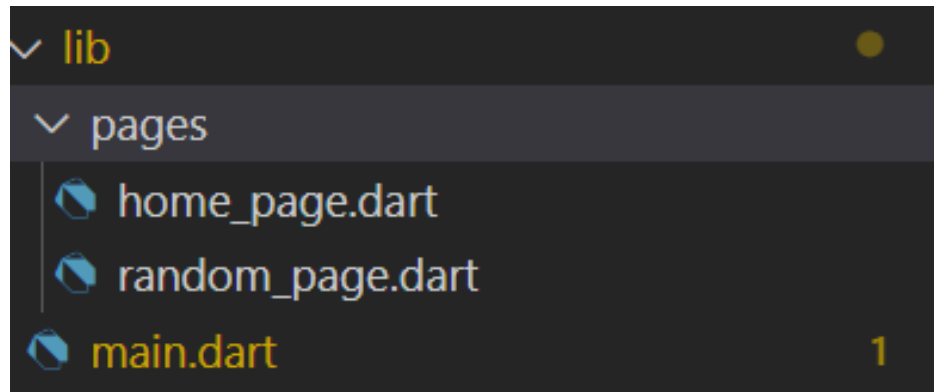 lib
pages
home_page.dart
random_page.dart
main.dart 1